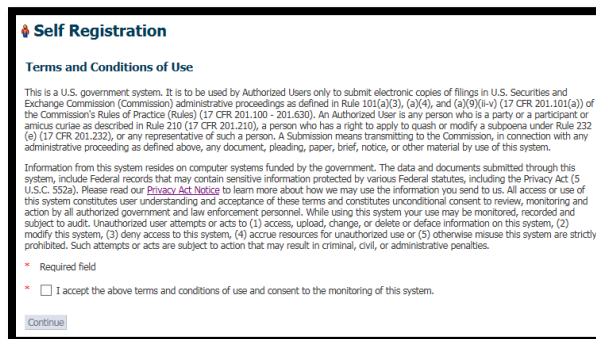 Self Registration
Terms and Conditions of Use
This is a U.S. government system. It is to be used by Authorized Users only to submit electronic copies of filings in U.S. Securities and
Exchange Commission (Commission) administrative proceedings as defined in Rule 101(a)(3), (a)(4), and (a)(9)(ii-v) (17 CFR 201.101(a)) of
the Commission's Rules of Practice (Rules) (17 CFR 201.100 - 201.630). An Authorized User is any person who is a party or a participant or
amicus curiae as described in Rule 210 (17 CFR 201.210), a person who has a right to apply to quash or modify a subpoena under Rule 232
(e) (17 CFR 201.232), or any representative of such a person. A Submission means transmitting to the Commission, in connection with any
administrative proceeding as defined above, any document, pleading, paper, brief, notice, or other material by use of this system.
Information from this system resides on computer systems funded by the government. The data and documents submitted through this
system, include Federal records that may contain sensitive information protected by various Federal statutes, including the Privacy Act (5
U.S.C. 552a). Please read our Privacy Act Notice to learn more about how we may use the information you send to us. All access or use of
this system constitutes user understanding and acceptance of these terms and constitutes unconditional consent to review, monitoring and
action by all authorized government and law enforcement personnel. While using this system your use may be monitored, recorded and
subject to audit. Unauthorized user attempts or acts to (1) access, upload, change, or delete or deface information on this system, (2)
modify this system, (3) deny access to this system, (4) accrue resources for unauthorized use or (5) otherwise misuse this system are strictly
prohibited. Such attempts or acts are subject to action that may result in criminal, civil, or administrative penalties.
* Required field
* I accept the above terms and conditions of use and consent to the monitoring of this system.
Continue